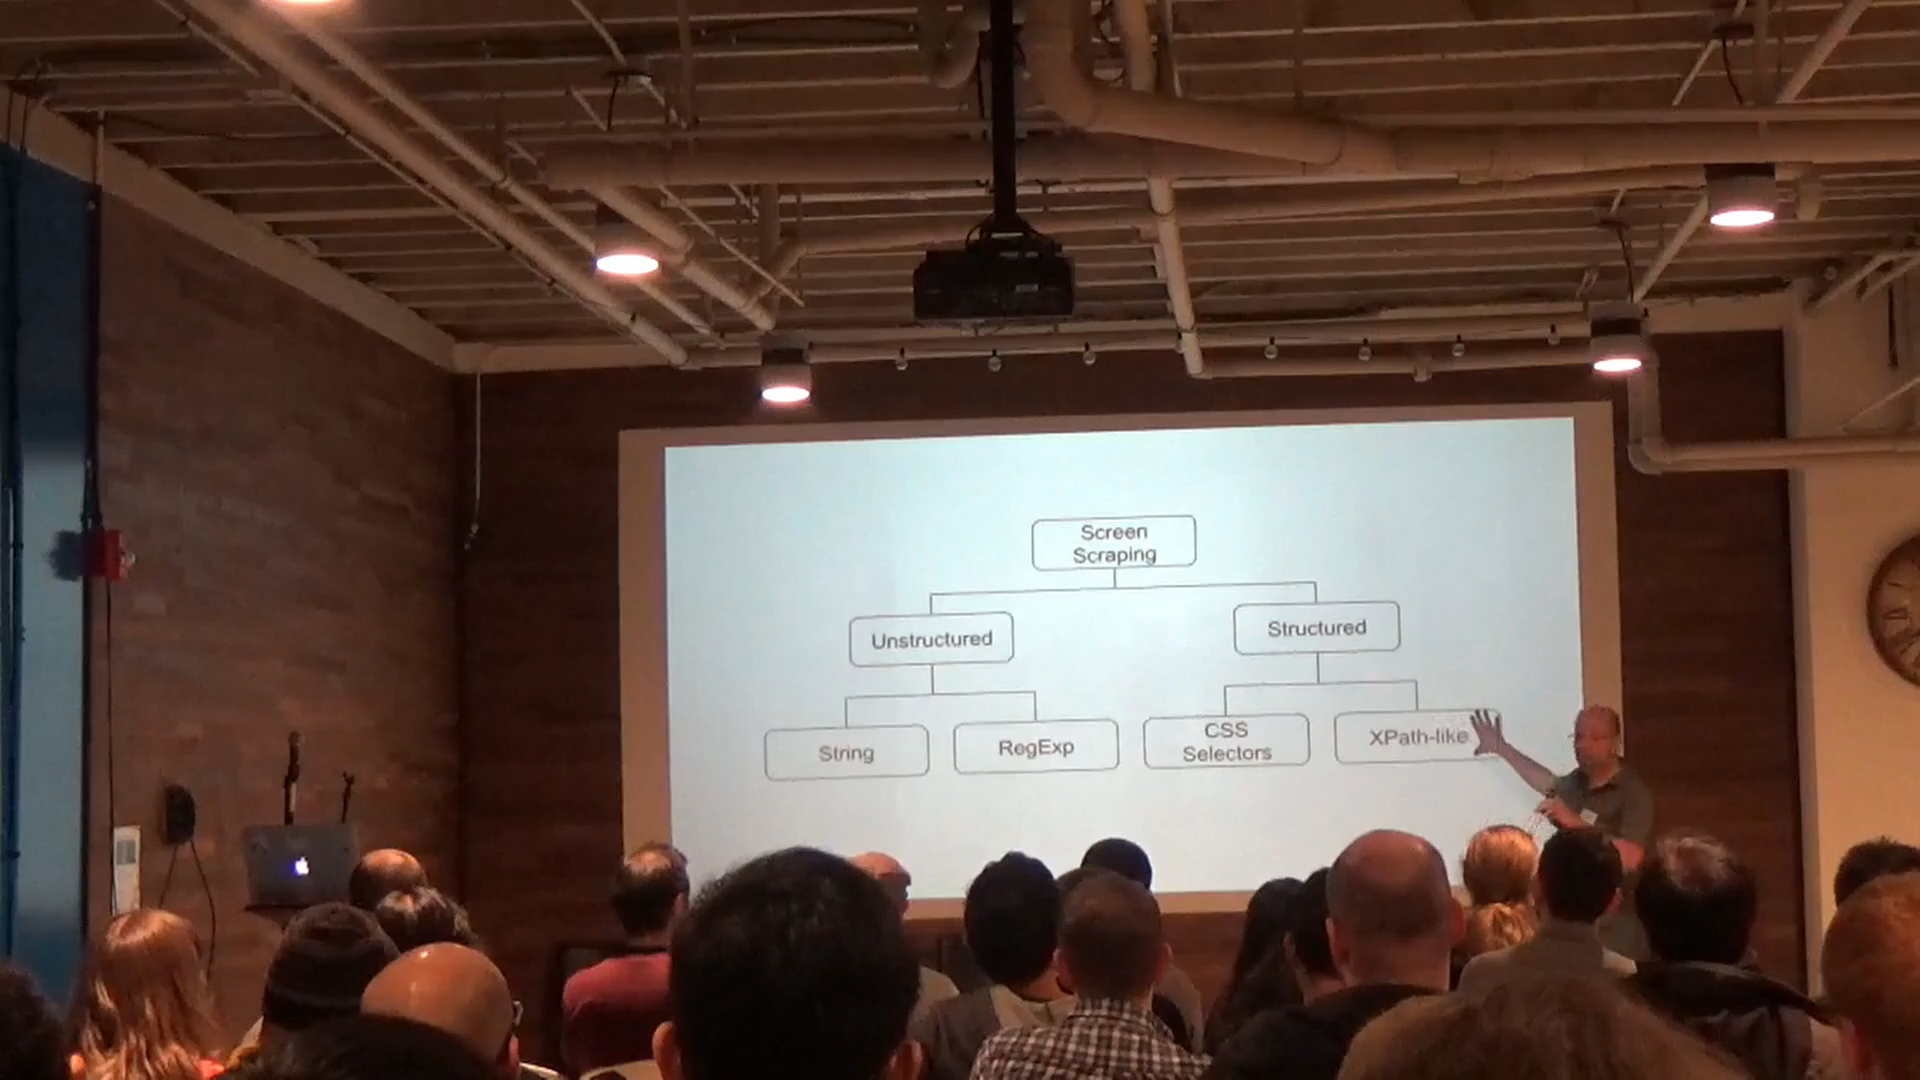 Screen
Scraping
Unstructured
Structured
String
RegExp
CSS
Selectors
XPath-like